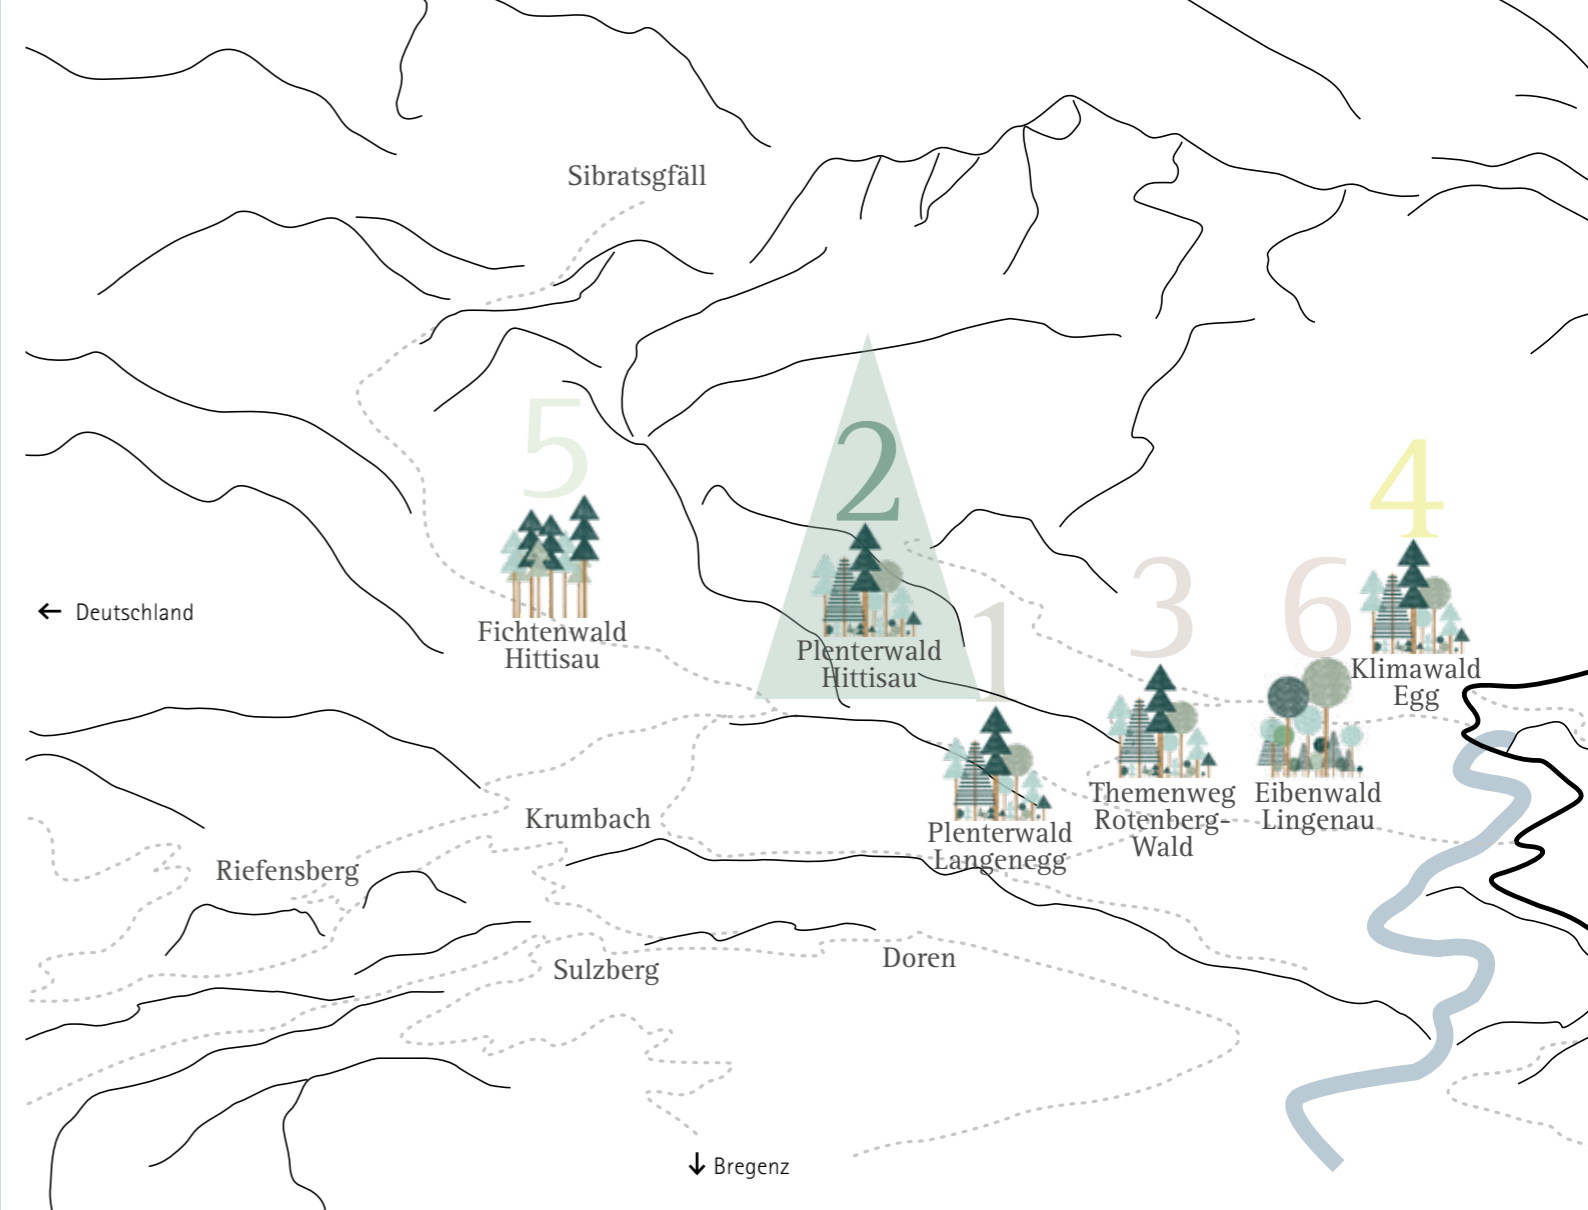 Sibratsgfäll
5
2
4
Fichtenwald
Hittisau
← Deutschland
Plenterwald
Hittisau
1
3
6
Klimawald
Egg
Krumbach
Plenterwald
Langenegg
Themenweg
Rotenberg-
Wald
Eibenwald
Lingenau
Riefensberg
Sulzberg
Doren
↓ Bregenz